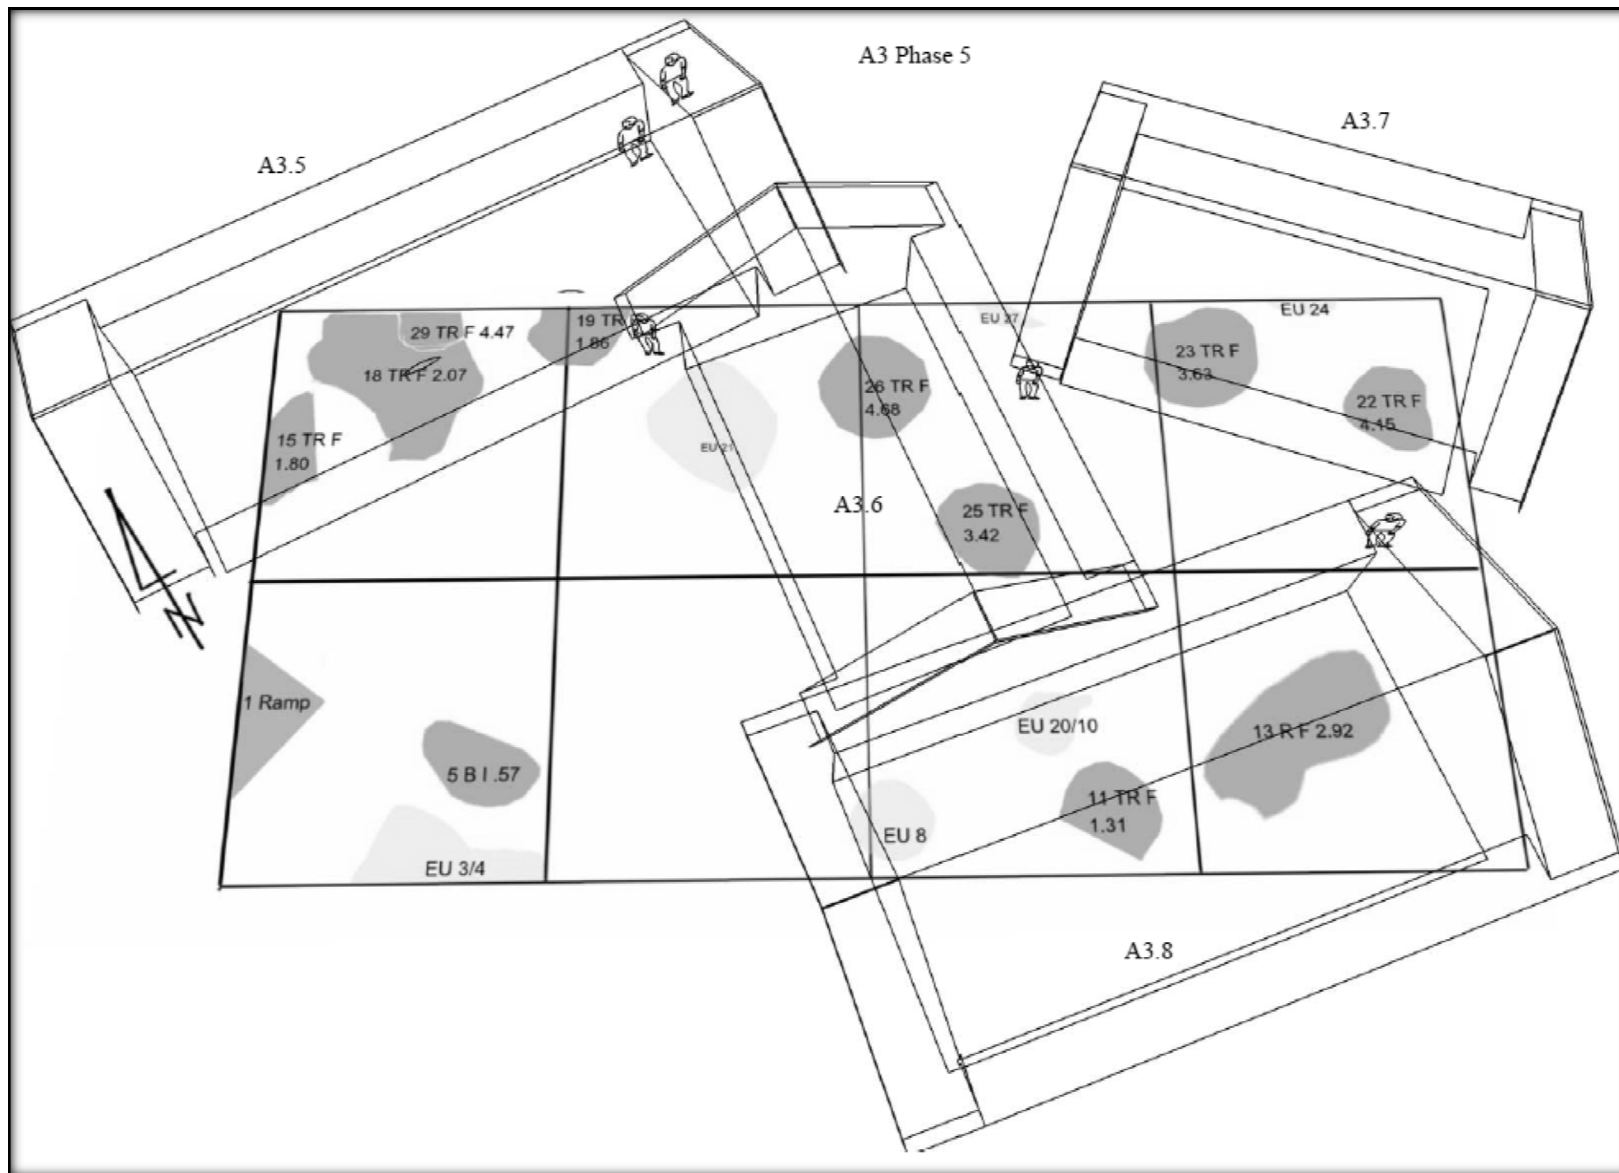 A3 Phase 5
A3.7
A3.5
EU 24
EU 27
29 TR F 4.47
19 TR
1.86
18 TR F 2.07
23 TR F
3.63
26 TR F
4.68
22 TR F
4.15
15 TR F
1.80
EU 21
A3.6
25 TR F
3.42
N
1 Ramp
EU 20/10
13 R F 2.92
5 B I .57
11 TR F
1.31
EU 8
EU 3/4
A3.8